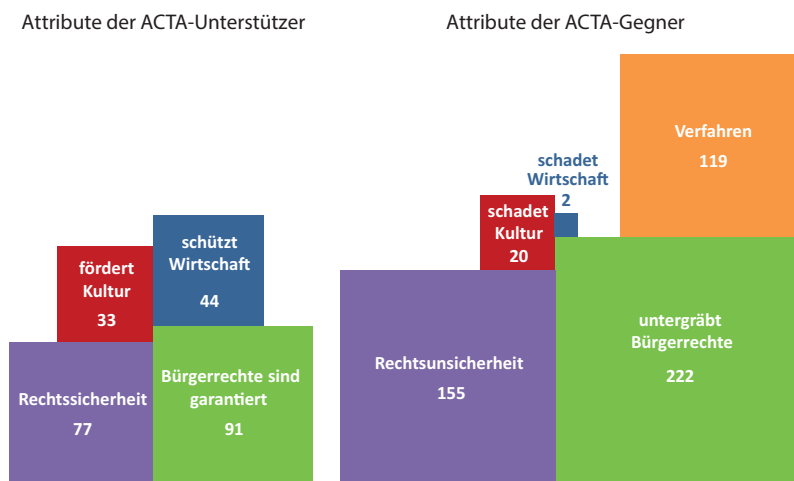 Attribute der ACTA-Unterstützer
fördert
Kultur
33
schützt
Wirtschaft
44
Rechtssicherheit
77
Bürgerrechte sind
garantiert
91
Attribute der ACTA-Gegner
Verfahren
119
schadet
Wirtschaft
2
schadet
Kultur
20
Rechtsunsicherheit
155
untergräbt
Bürgerrechte
222